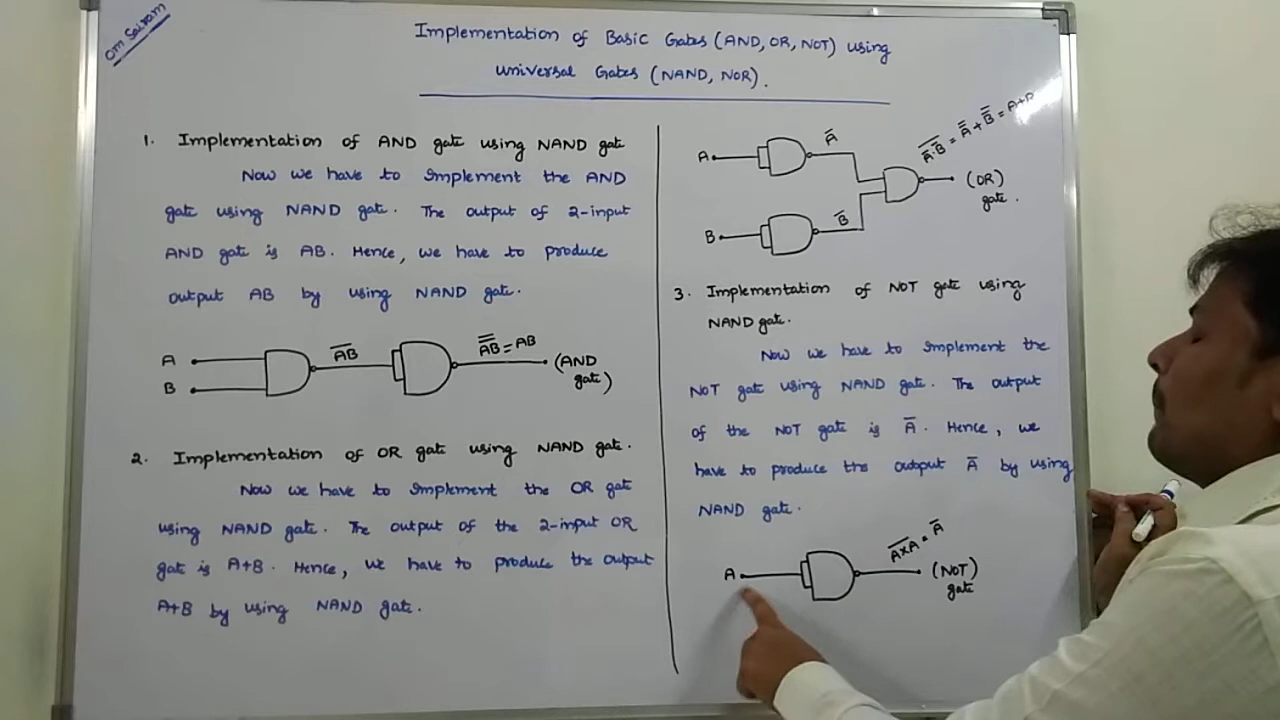 Om Sairam
Implementation of Basic Gates (AND, OR, NOT) using
Universal Gates (NAND, NOR).
1. Implementation of AND gate using NAND gate
Now we have to implement the AND
gate using NAND gate. The output of 2-input
AND gate is AB. Hence, we have to produce
output AB by using NAND gate.
A
B
A̅B̅
A̿B̿ = AB
(AND
gate)
2. Implementation of OR gate using NAND gate.
Now we have to implement the OR gate
using NAND gate. The output of the 2-input OR
gate is A+B. Hence, we have to produce the output
A+B by using NAND gate.
A
A̅
B
B̅
A̅·B̅ = A̿ + B̿ = A+B
(OR)
gate.
3. Implementation of NOT gate using
NAND gate.
Now we have to implement the
NOT gate using NAND gate. The output
of the NOT gate is A̅. Hence, we
have to produce the output A̅ by using
NAND gate.
A
A̅x̅A̅ = A̅
(NOT)
gate